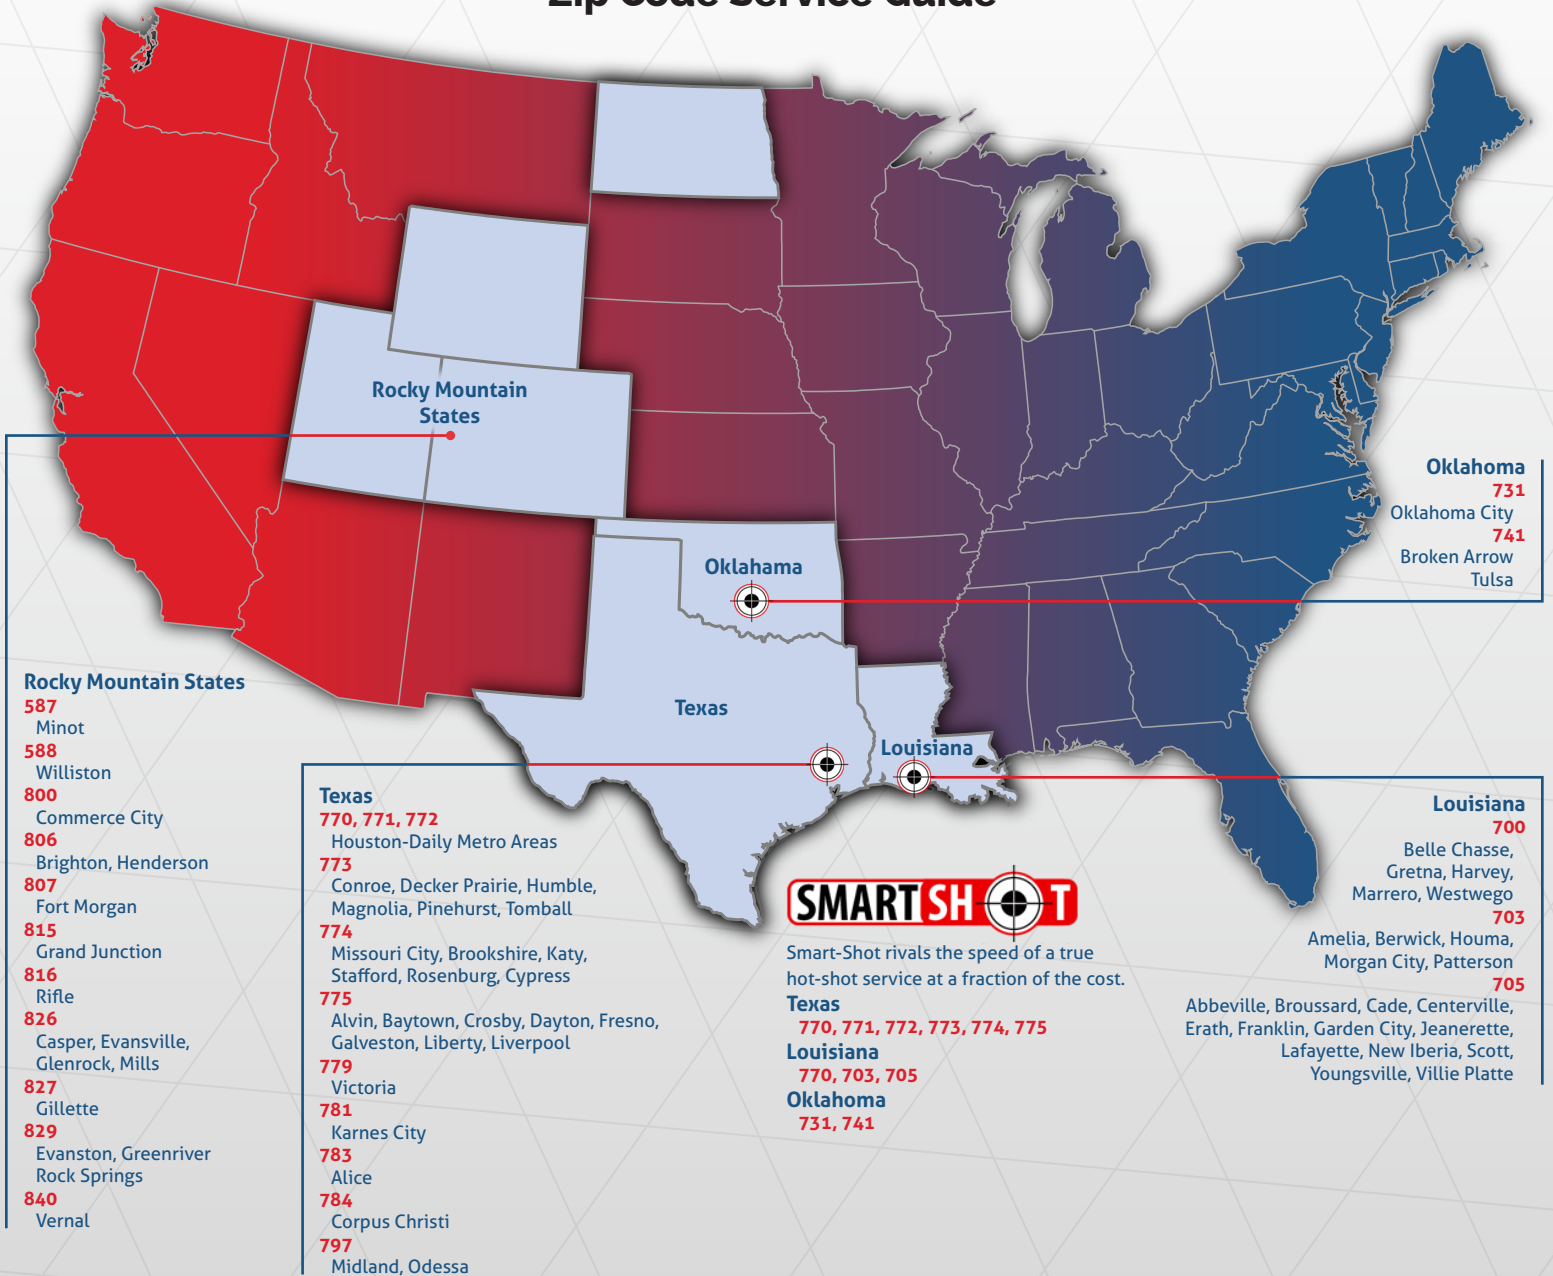 Zip Code Service Guide
Rocky Mountain
States
Oklahama
Texas
Louisiana
Oklahoma
731
Oklahoma City
741
Broken Arrow
Tulsa
Rocky Mountain States
587
Minot
588
Williston
800
Commerce City
806
Brighton, Henderson
807
Fort Morgan
815
Grand Junction
816
Rifle
826
Casper, Evansville,
Glenrock, Mills
827
Gillette
829
Evanston, Greenriver
Rock Springs
840
Vernal
Texas
770, 771, 772
Houston-Daily Metro Areas
773
Conroe, Decker Prairie, Humble,
Magnolia, Pinehurst, Tomball
774
Missouri City, Brookshire, Katy,
Stafford, Rosenburg, Cypress
775
Alvin, Baytown, Crosby, Dayton, Fresno,
Galveston, Liberty, Liverpool
779
Victoria
781
Karnes City
783
Alice
784
Corpus Christi
797
Midland, Odessa
SMARTSHOT
Smart-Shot rivals the speed of a true
hot-shot service at a fraction of the cost.
Texas
770, 771, 772, 773, 774, 775
Louisiana
770, 703, 705
Oklahoma
731, 741
Louisiana
700
Belle Chasse,
Gretna, Harvey,
Marrero, Westwego
703
Amelia, Berwick, Houma,
Morgan City, Patterson
705
Abbeville, Broussard, Cade, Centerville,
Erath, Franklin, Garden City, Jeanerette,
Lafayette, New Iberia, Scott,
Youngsville, Villie Platte